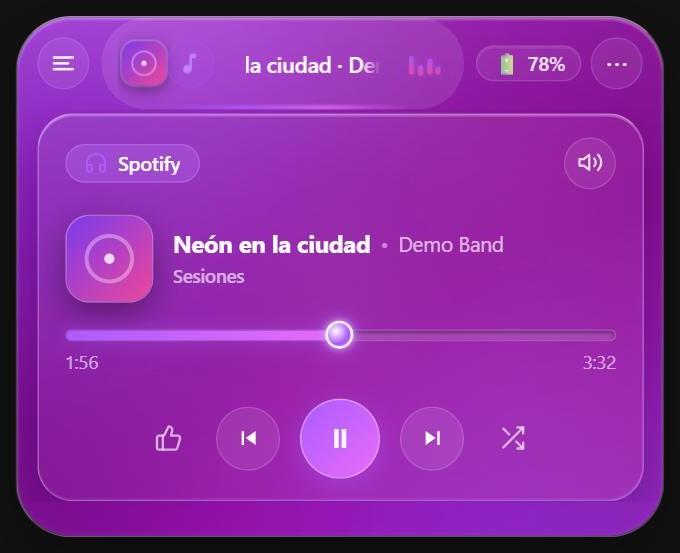 la ciudad · De
78%
Spotify
Neón en la ciudad • Demo Band
Sesiones
1:56
3:32